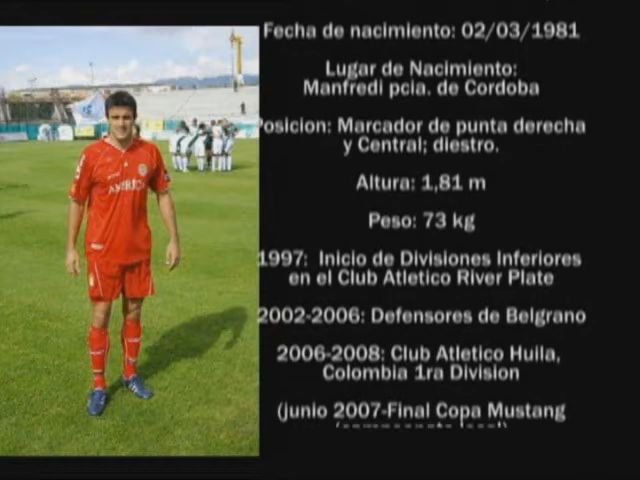 Fecha de nacimiento: 02/03/1981
Lugar de Nacimiento:
Manfredi pcia. de Cordoba
Posicion: Marcador de punta derecha
y Central; diestro.
Altura: 1,81 m
Peso: 73 kg
1997: Inicio de Divisiones Inferiores
en el Club Atletico River Plate
2002-2006: Defensores de Belgrano
2006-2008: Club Atletico Huila,
Colombia 1ra Division
(junio 2007-Final Copa Mustang
AMERICA